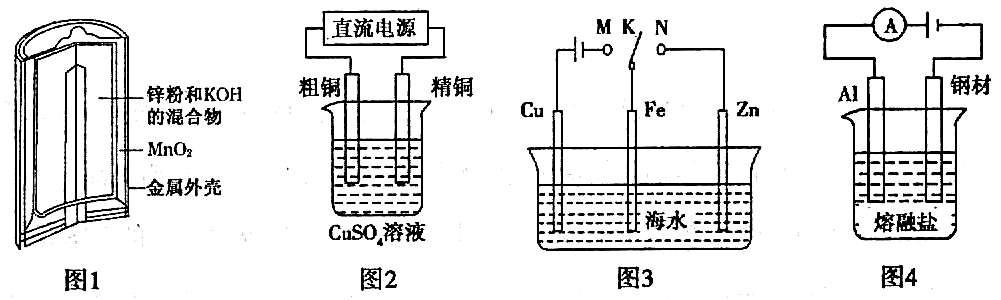 锌粉和KOH
的混合物
MnO₂
金属外壳
图1
直流电源
粗铜
精铜
CuSO₄溶液
图2
M K N
Cu
Fe
Zn
海水
图3
A
Al
钢材
熔融盐
图4